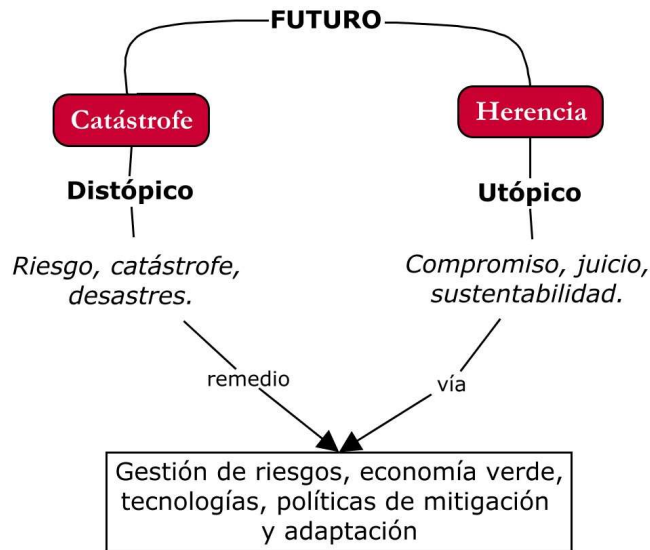 FUTURO
Catástrofe
Herencia
Distópico
Utópico
Riesgo, catástrofe,
desastres.
Compromiso, juicio,
sustentabilidad.
remedio
vía
Gestión de riesgos, economía verde,
tecnologías, políticas de mitigación
y adaptación